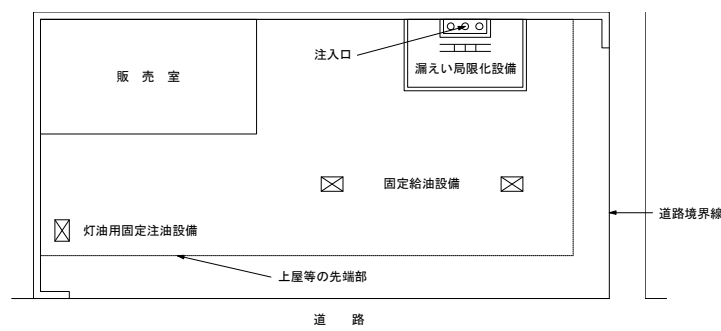 注入口
販 売 室
漏えい局限化設備
固定給油設備
道路境界線
灯油用固定注油設備
上屋等の先端部
道 路